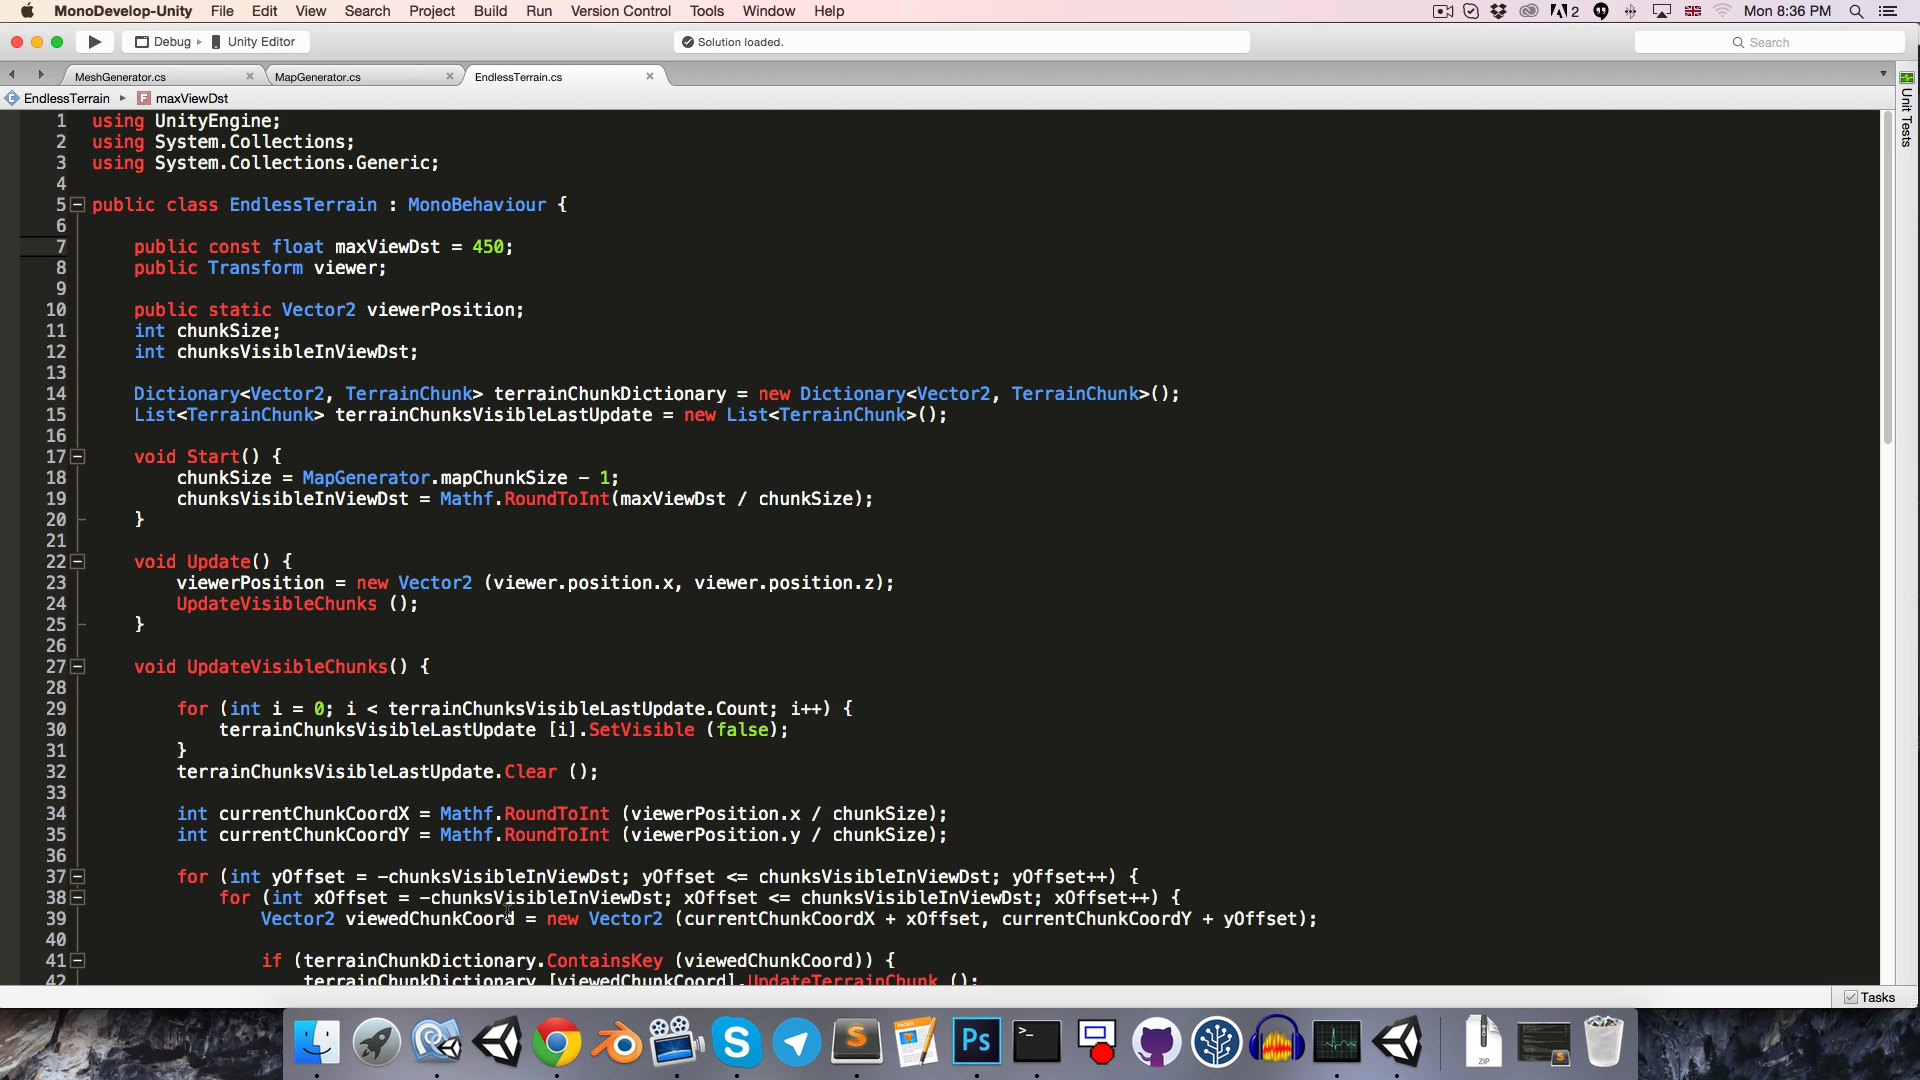 MonoDevelop-Unity File Edit View Search Project Build Run Version Control Tools Window Help 2 Mon 8:36 PM
Debug Unity Editor Solution loaded. Search
MeshGenerator.cs MapGenerator.cs EndlessTerrain.cs
EndlessTerrain maxViewDst
Unit Tests
1 using UnityEngine;
2 using System.Collections;
3 using System.Collections.Generic;
4
5 public class EndlessTerrain : MonoBehaviour {
6
7 public const float maxViewDst = 450;
8 public Transform viewer;
9
10 public static Vector2 viewerPosition;
11 int chunkSize;
12 int chunksVisibleInViewDst;
13
14 Dictionary<Vector2, TerrainChunk> terrainChunkDictionary = new Dictionary<Vector2, TerrainChunk>();
15 List<TerrainChunk> terrainChunksVisibleLastUpdate = new List<TerrainChunk>();
16
17 void Start() {
18 chunkSize = MapGenerator.mapChunkSize - 1;
19 chunksVisibleInViewDst = Mathf.RoundToInt(maxViewDst / chunkSize);
20 }
21
22 void Update() {
23 viewerPosition = new Vector2 (viewer.position.x, viewer.position.z);
24 UpdateVisibleChunks ();
25 }
26
27 void UpdateVisibleChunks() {
28
29 for (int i = 0; i < terrainChunksVisibleLastUpdate.Count; i++) {
30 terrainChunksVisibleLastUpdate [i].SetVisible (false);
31 }
32 terrainChunksVisibleLastUpdate.Clear ();
33
34 int currentChunkCoordX = Mathf.RoundToInt (viewerPosition.x / chunkSize);
35 int currentChunkCoordY = Mathf.RoundToInt (viewerPosition.y / chunkSize);
36
37 for (int yOffset = -chunksVisibleInViewDst; yOffset <= chunksVisibleInViewDst; yOffset++) {
38 for (int xOffset = -chunksVisibleInViewDst; xOffset <= chunksVisibleInViewDst; xOffset++) {
39 Vector2 viewedChunkCoord = new Vector2 (currentChunkCoordX + xOffset, currentChunkCoordY + yOffset);
40
41 if (terrainChunkDictionary.ContainsKey (viewedChunkCoord)) {
42 terrainChunkDictionary [viewedChunkCoord].UpdateTerrainChunk ();
Tasks
S PAGES S Ps >_ ZIP S